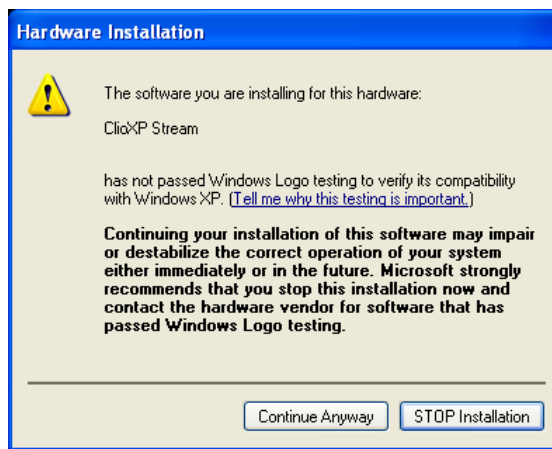 Hardware Installation
The software you are installing for this hardware:
ClioXP Stream
has not passed Windows Logo testing to verify its compatibility
with Windows XP. (Tell me why this testing is important.)
Continuing your installation of this software may impair
or destabilize the correct operation of your system
either immediately or in the future. Microsoft strongly
recommends that you stop this installation now and
contact the hardware vendor for software that has
passed Windows Logo testing.
Continue Anyway
STOP Installation